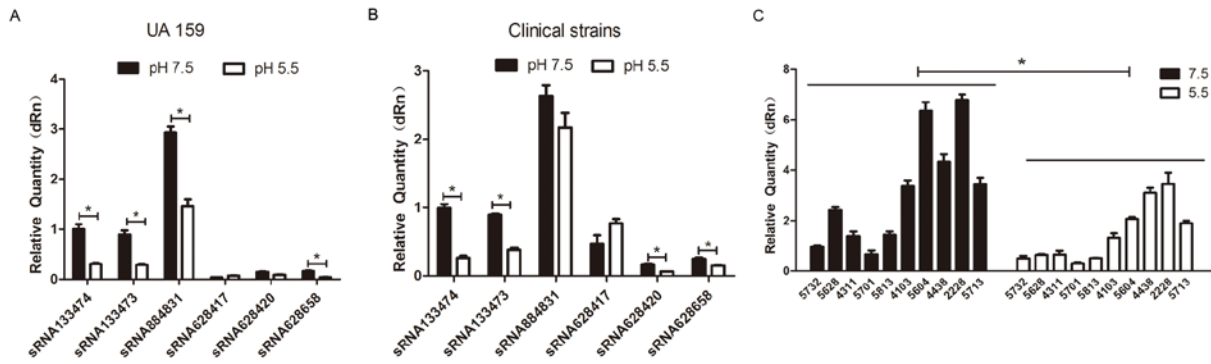 A
UA 159
pH 7.5 pH 5.5
Relative Quantity (dRn)
4
3
2
1
0
*
*
*
*
sRNA133474
sRNA133473
sRNA884831
sRNA628417
sRNA628420
sRNA628658
B
Clinical strains
pH 7.5 pH 5.5
Relative Quantity (dRn)
3
2
1
0
*
*
*
*
sRNA133474
sRNA133473
sRNA884831
sRNA628417
sRNA628420
sRNA628658
C
*
7.5
5.5
Relative Quantity (dRn)
8
6
4
2
0
5732
5628
4311
5701
5813
4103
5604
4438
2228
5713
5732
5628
4311
5701
5813
4103
5604
4438
2228
5713